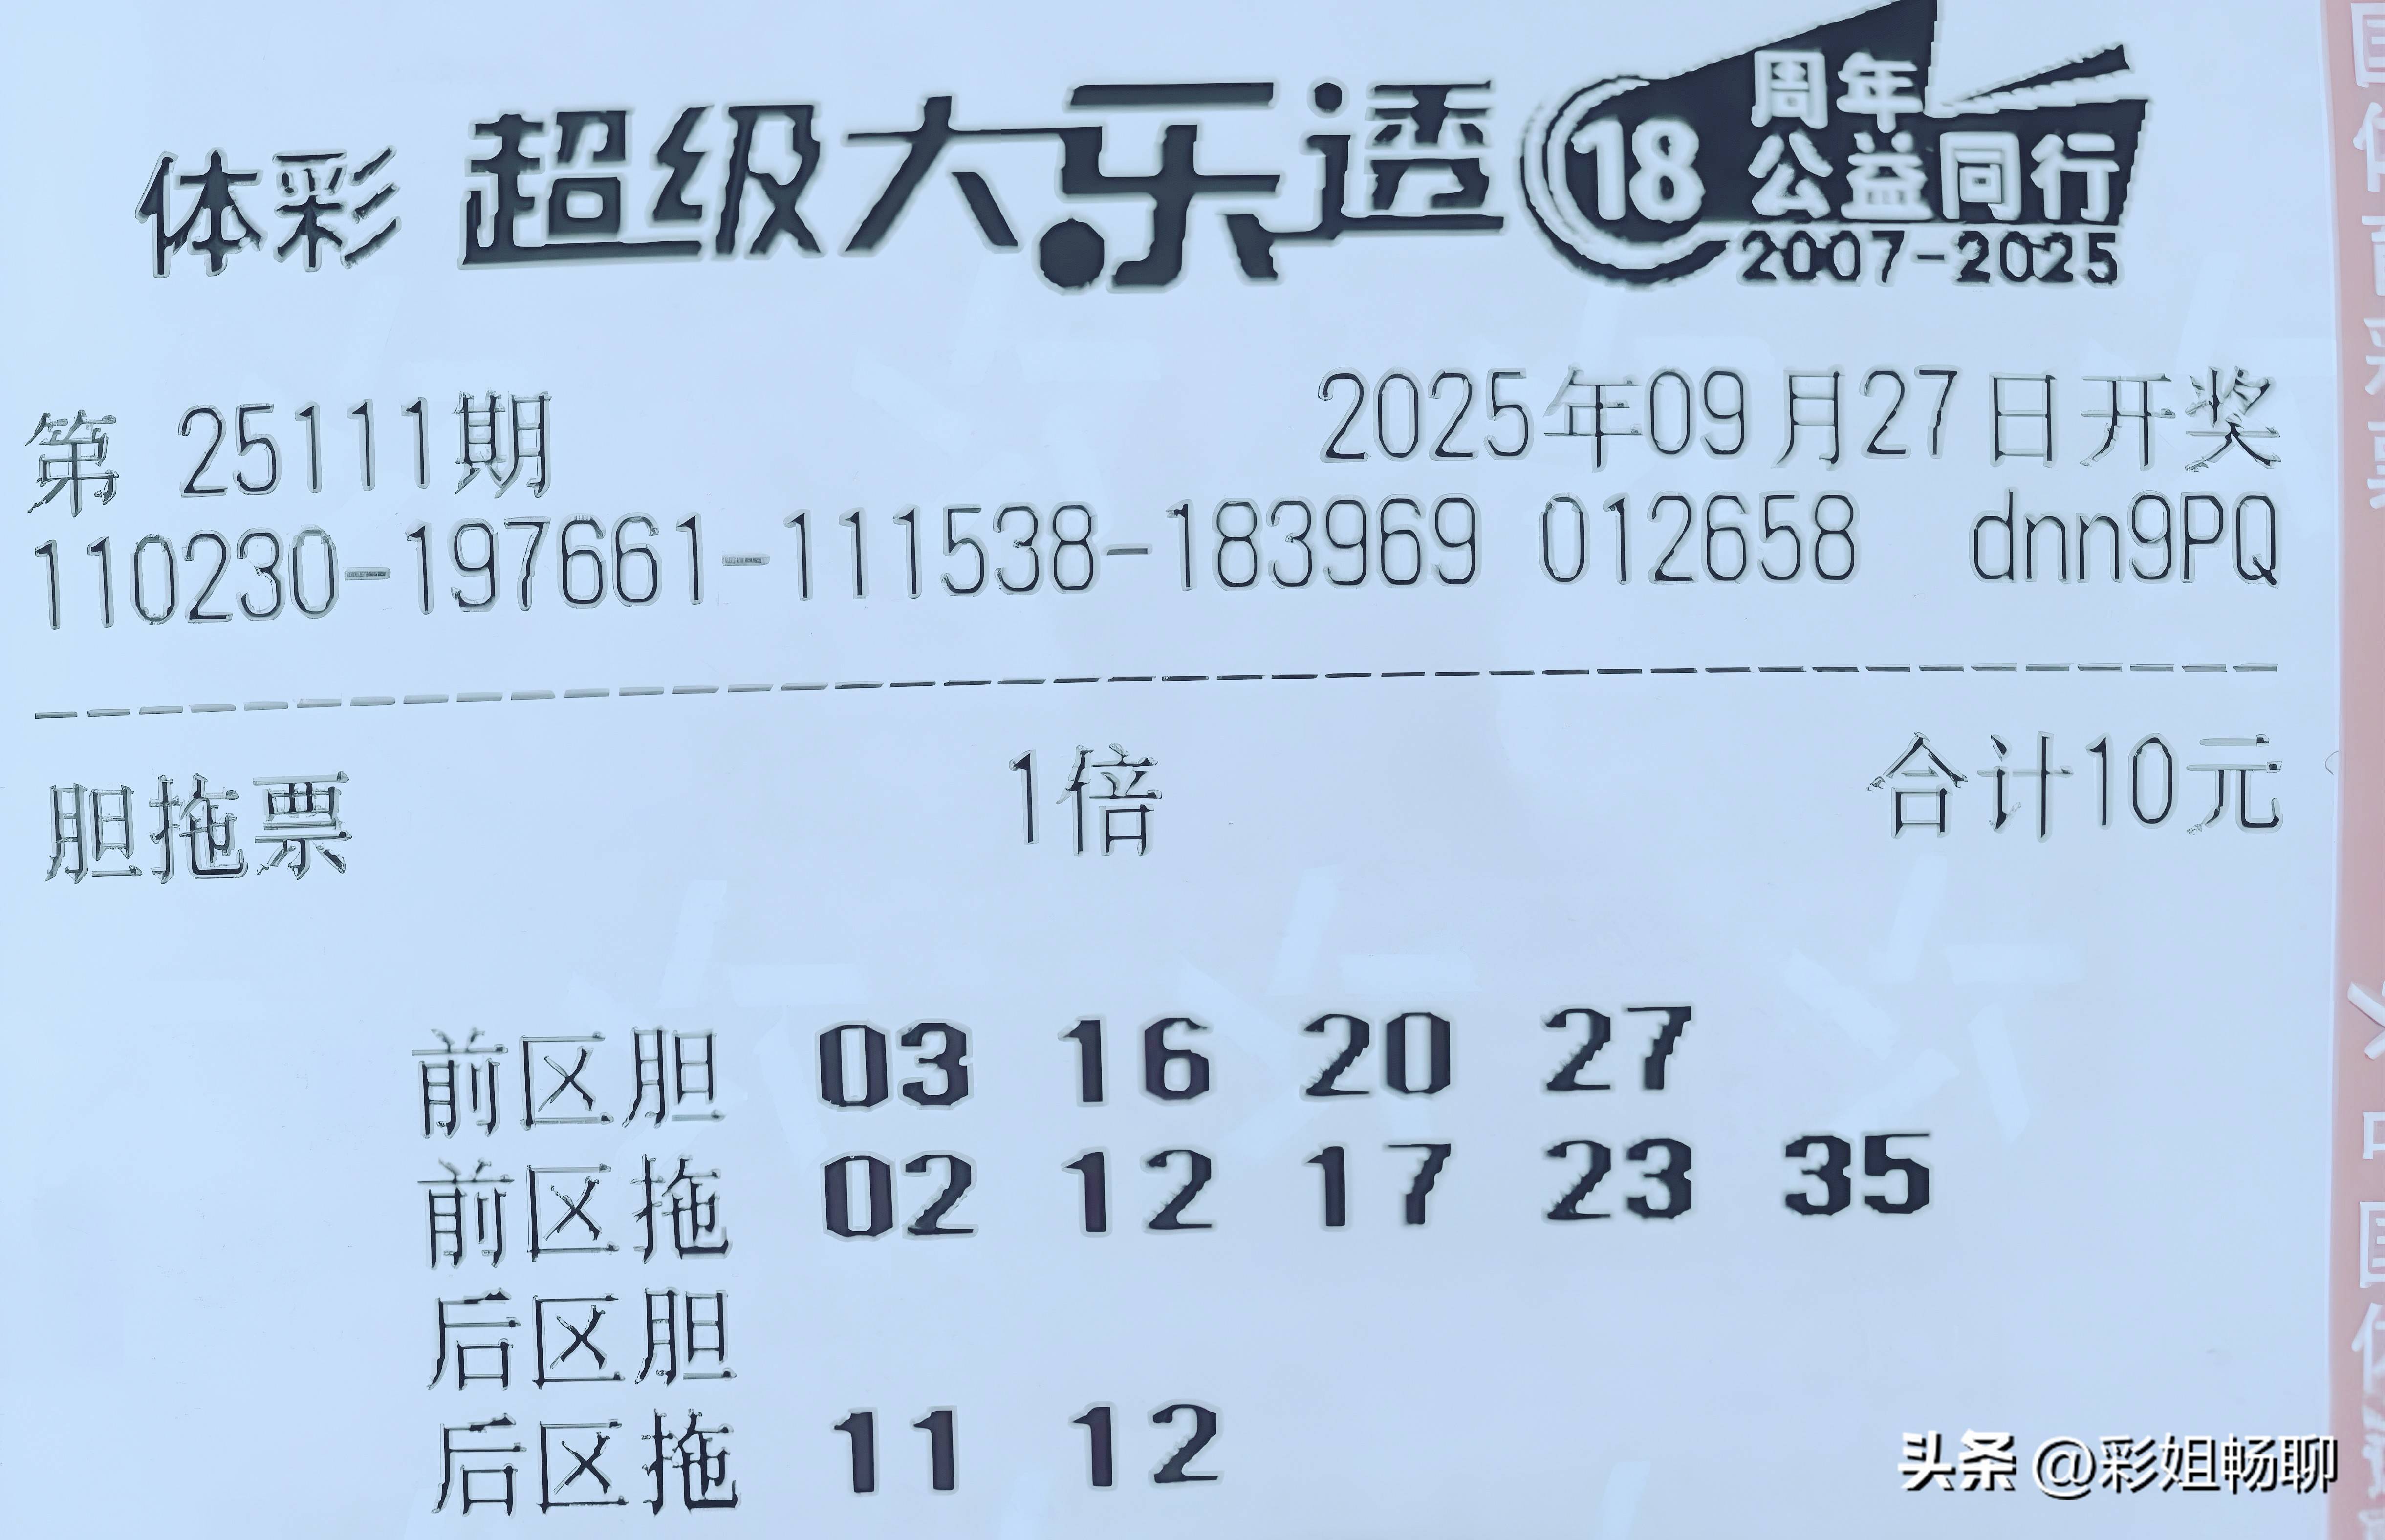 体彩 超级大乐透 18 周年 公益同行 2007-2025
第 25111期 2025年09月27日开奖
110230-197661-111538-183969 012658 dnn9PQ
胆拖票 1倍 合计10元
前区胆 03 16 20 27
前区拖 02 12 17 23 35
后区胆
后区拖 11 12
头条 @彩姐畅聊